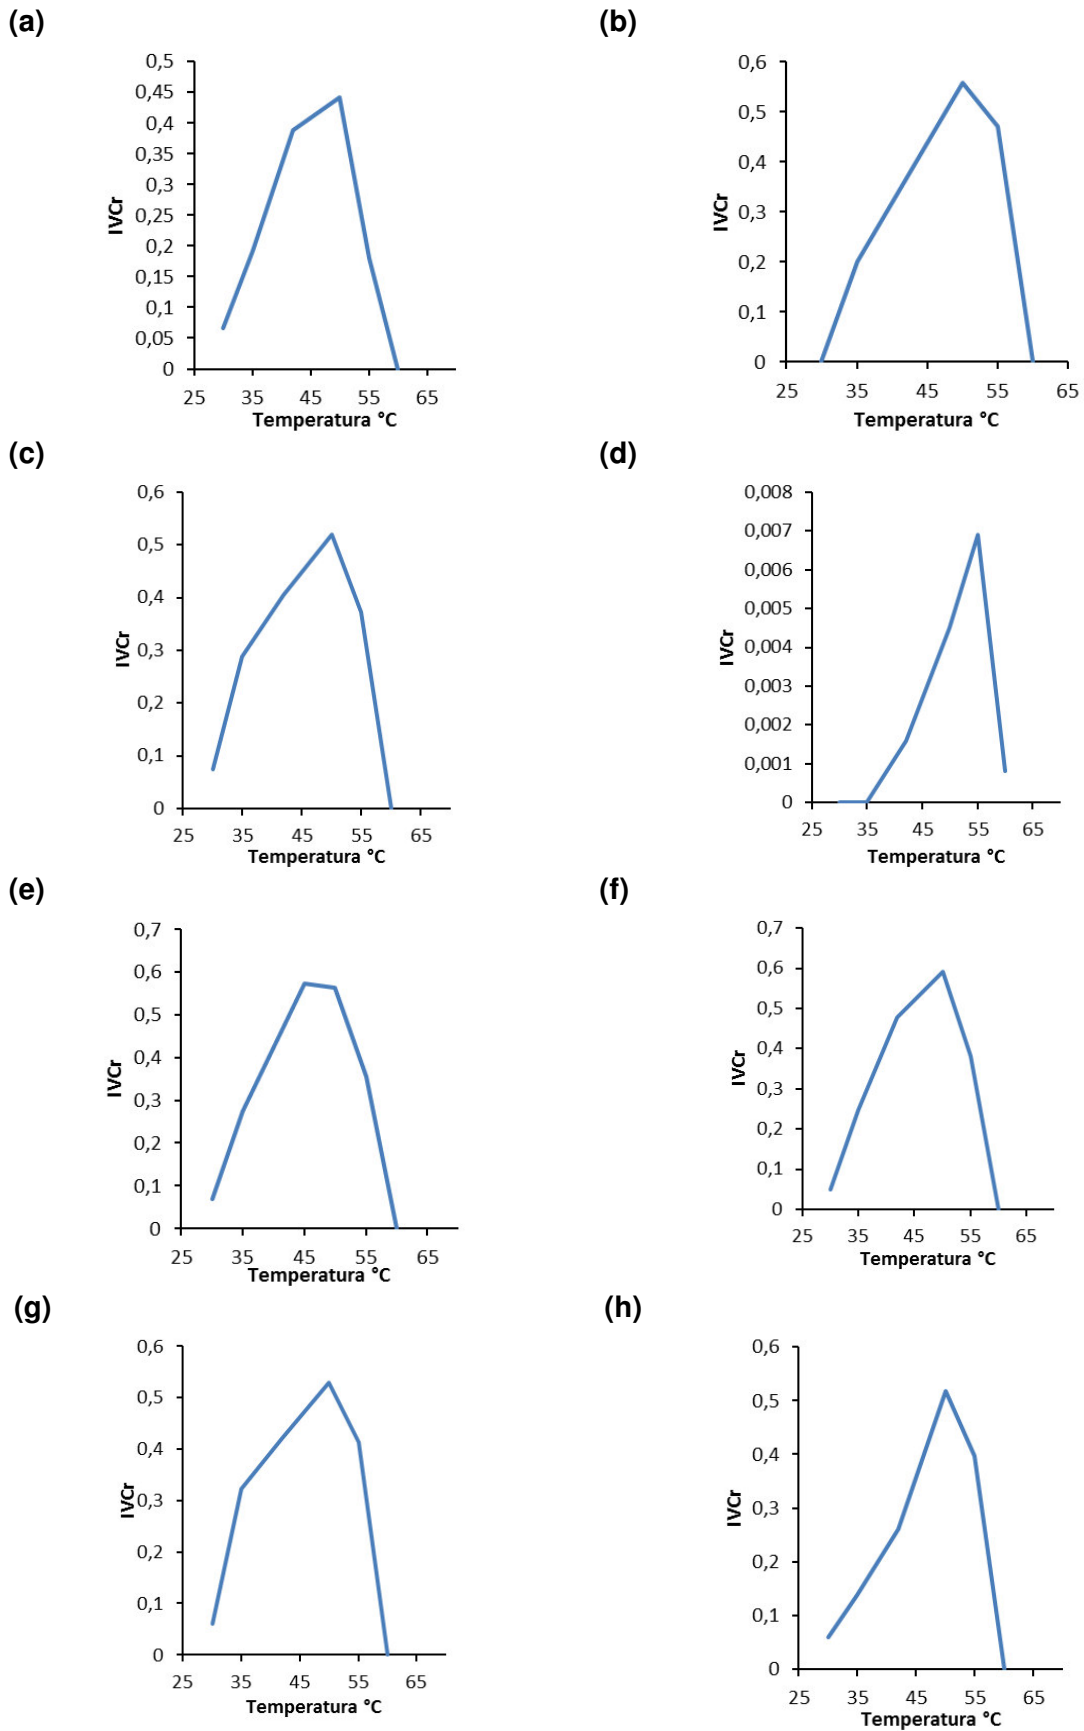 (a)
0,5
0,45
0,4
0,35
0,3
0,25
0,2
0,15
0,1
0,05
0
IVCr
25 35 45 55 65
Temperatura °C
(b)
0,6
0,5
0,4
0,3
0,2
0,1
0
IVCr
25 35 45 55 65
Temperatura °C
(c)
0,6
0,5
0,4
0,3
0,2
0,1
0
IVCr
25 35 45 55 65
Temperatura °C
(d)
0,008
0,007
0,006
0,005
0,004
0,003
0,002
0,001
0
IVCr
25 35 45 55 65
Temperatura °C
(e)
0,7
0,6
0,5
0,4
0,3
0,2
0,1
0
IVCr
25 35 45 55 65
Temperatura °C
(f)
0,7
0,6
0,5
0,4
0,3
0,2
0,1
0
IVCr
25 35 45 55 65
Temperatura °C
(g)
0,6
0,5
0,4
0,3
0,2
0,1
0
IVCr
25 35 45 55 65
Temperatura °C
(h)
0,6
0,5
0,4
0,3
0,2
0,1
0
IVCr
25 35 45 55 65
Temperatura °C